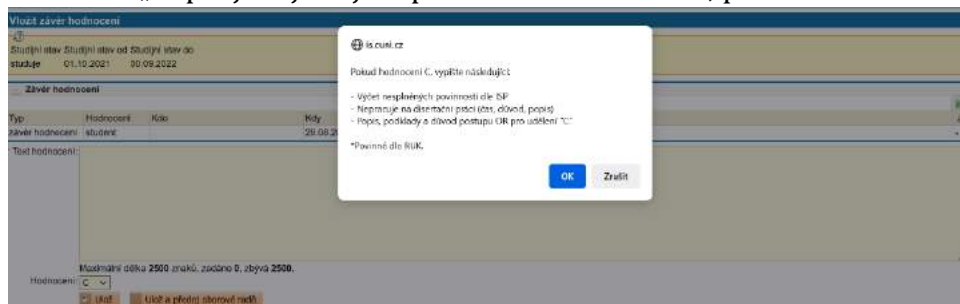 Vložit závěr hodnocení
Studijní stav Studijní stav od Studijní stav do
studuje 01.10.2021 30.09.2022
Závěr hodnocení
Typ Hodnocení Kdo Kdy
závěr hodnocení student
Text hodnocení:
Maximální délka 2500 znaků, zadáno 0, zbývá 2500.
Hodnocení: C
Ulož Ulož a předej oborové radě
is.cuni.cz
Pokud hodnocení C, vypište následující:
- Výčet nesplněných povinností dle ISP
- Nepracuje na disertační práci (čas, důvod, popis)
- Popis, podklady a důvod postupu OR pro udělení "C"
*Povinné dle RUK.
OK Zrušit